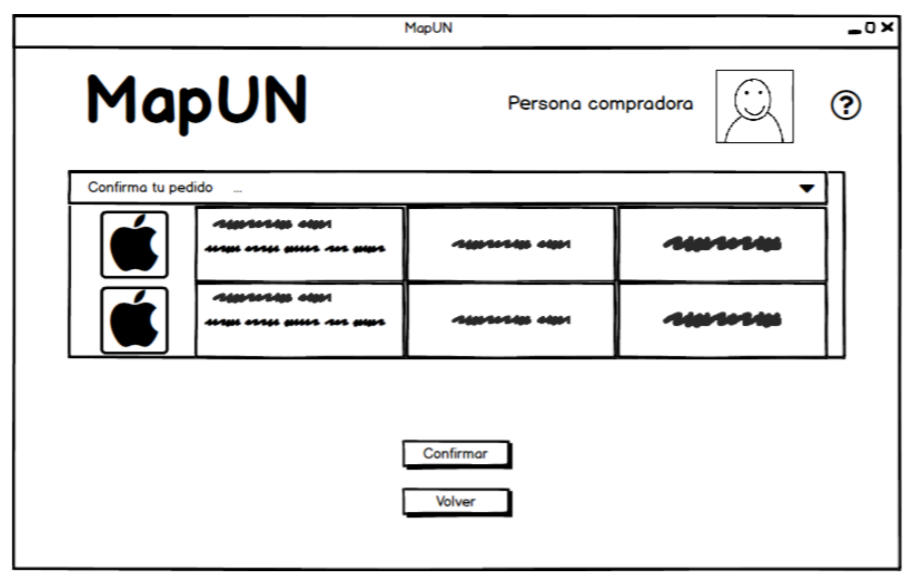 MapUN
MapUN
Persona compradora
?
Confirma tu pedido ...
Confirmar
Volver